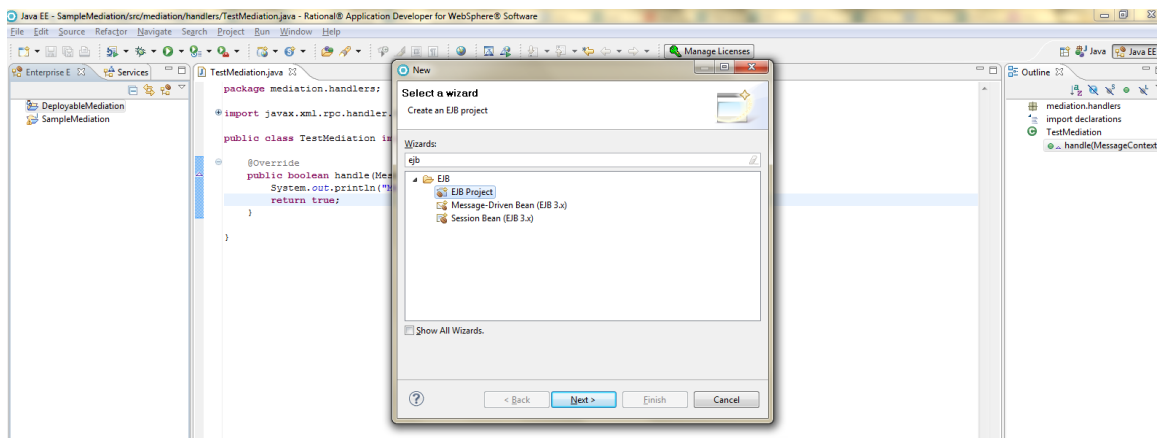 Java EE - SampleMediation/src/mediation/handlers/TestMediation.java - Rational® Application Developer for WebSphere® Software
File Edit Source Refactor Navigate Search Project Run Window Help
Manage Licenses
Java
Java EE
Enterprise E
Services
DeployableMediation
SampleMediation
TestMediation.java
package mediation.handlers;
import javax.xml.rpc.handler.
public class TestMediation
@Override
public boolean handle(Mes
System.out.println("
return true;
}
}
New
Select a wizard
Create an EJB project
Wizards:
ejb
EJB
EJB Project
Message-Driven Bean (EJB 3.x)
Session Bean (EJB 3.x)
Show All Wizards.
< Back
Next >
Finish
Cancel
Outline
mediation.handlers
import declarations
TestMediation
handle(MessageContext